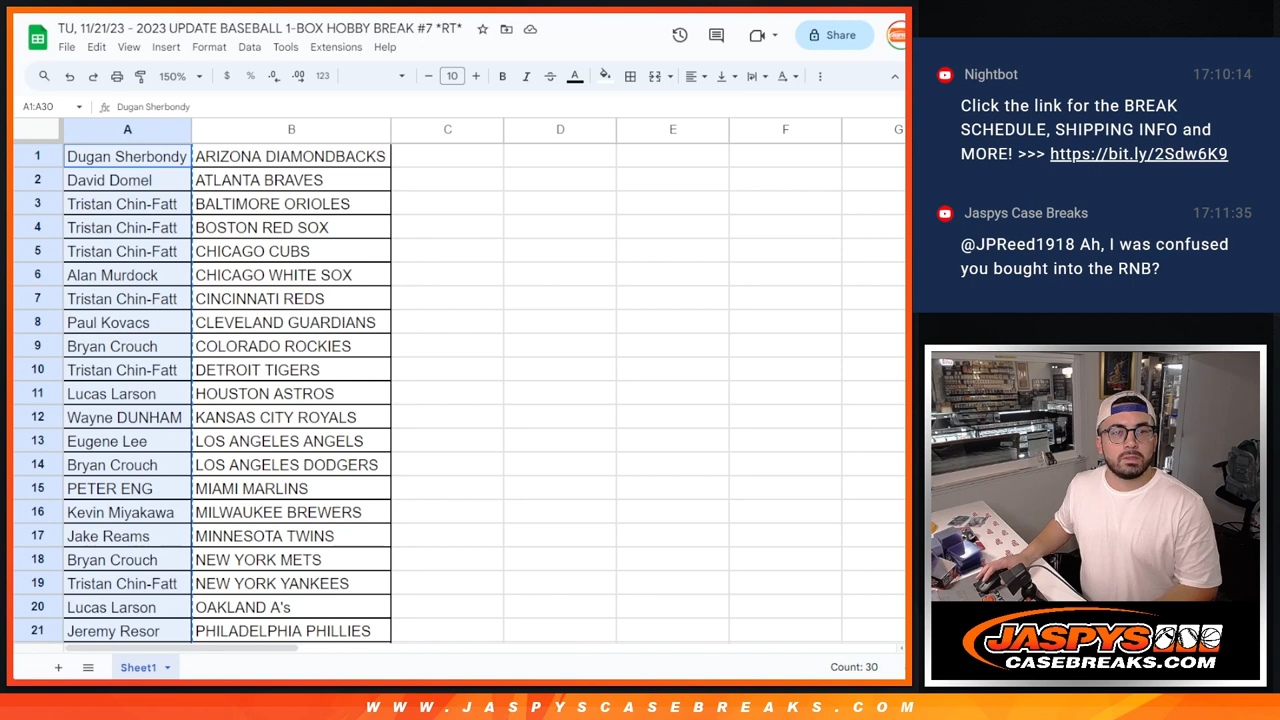 TU, 11/21/23 - 2023 UPDATE BASEBALL 1-BOX HOBBY BREAK #7 *RT*
File Edit View Insert Format Data Tools Extensions Help
Share
150% $ % .0 .00 123 10 B I A
A1:A30 fx Dugan Sherbondy
A B C D E F G
1 Dugan Sherbondy ARIZONA DIAMONDBACKS
2 David Domel ATLANTA BRAVES
3 Tristan Chin-Fatt BALTIMORE ORIOLES
4 Tristan Chin-Fatt BOSTON RED SOX
5 Tristan Chin-Fatt CHICAGO CUBS
6 Alan Murdock CHICAGO WHITE SOX
7 Tristan Chin-Fatt CINCINNATI REDS
8 Paul Kovacs CLEVELAND GUARDIANS
9 Bryan Crouch COLORADO ROCKIES
10 Tristan Chin-Fatt DETROIT TIGERS
11 Lucas Larson HOUSTON ASTROS
12 Wayne DUNHAM KANSAS CITY ROYALS
13 Eugene Lee LOS ANGELES ANGELS
14 Bryan Crouch LOS ANGELES DODGERS
15 PETER ENG MIAMI MARLINS
16 Kevin Miyakawa MILWAUKEE BREWERS
17 Jake Reams MINNESOTA TWINS
18 Bryan Crouch NEW YORK METS
19 Tristan Chin-Fatt NEW YORK YANKEES
20 Lucas Larson OAKLAND A's
21 Jeremy Resor PHILADELPHIA PHILLIES
Sheet1 Count: 30
Nightbot 17:10:14
Click the link for the BREAK
SCHEDULE, SHIPPING INFO and
MORE! >>> https://bit.ly/2Sdw6K9
Jaspys Case Breaks 17:11:35
@JPReed1918 Ah, I was confused
you bought into the RNB?
JASPYS
CASEBREAKS.COM
WWW.JASPYSCASEBREAKS.COM